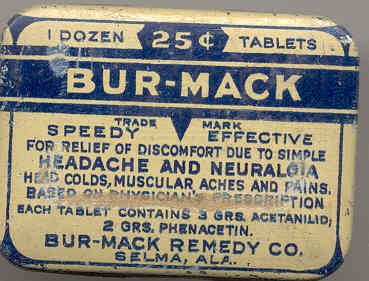 1 DOZEN 25¢ TABLETS
BUR-MACK
TRADE MARK
SPEEDY EFFECTIVE
FOR RELIEF OF DISCOMFORT DUE TO SIMPLE
HEADACHE AND NEURALGIA
HEAD COLDS, MUSCULAR ACHES AND PAINS.
BASED ON PHYSICIAN'S PRESCRIPTION
EACH TABLET CONTAINS 3 GRS. ACETANILID,
2 GRS. PHENACETIN.
BUR-MACK REMEDY CO.
SELMA, ALA.